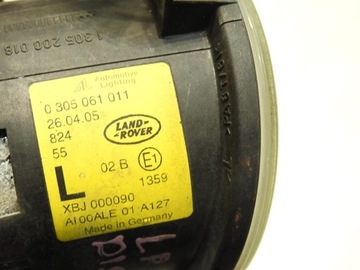 1 305 200 018
Automotive
Lighting
0 305 061 011
26.04.05
824
55
LAND-
ROVER
L
02 B
E1
1359
XBJ 000090
AI00ALE 01 A127
Made in Germany